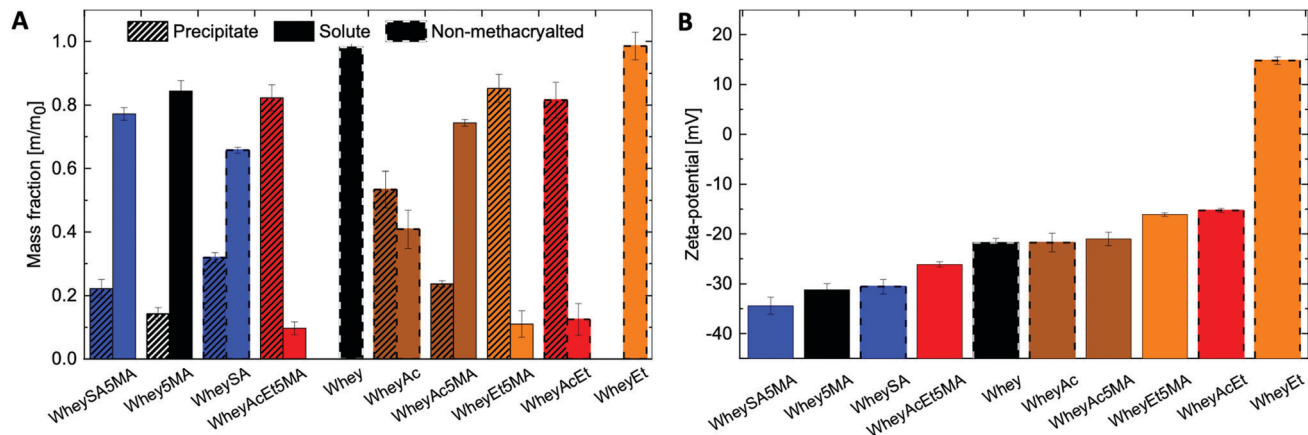 A
Precipitate Solute Non-methacryalted
Mass fraction [m/m0]
1.0
0.8
0.6
0.4
0.2
0.0
WheySA5MA
Whey5MA
WheySA
WheyAcEt5MA
Whey
WheyAc
WheyAc5MA
WheyEt5MA
WheyAcEt
WheyEt
B
Zeta-potential [mV]
20
10
0
-10
-20
-30
-40
WheySA5MA
Whey5MA
WheySA
WheyAcEt5MA
Whey
WheyAc
WheyAc5MA
WheyEt5MA
WheyAcEt
WheyEt